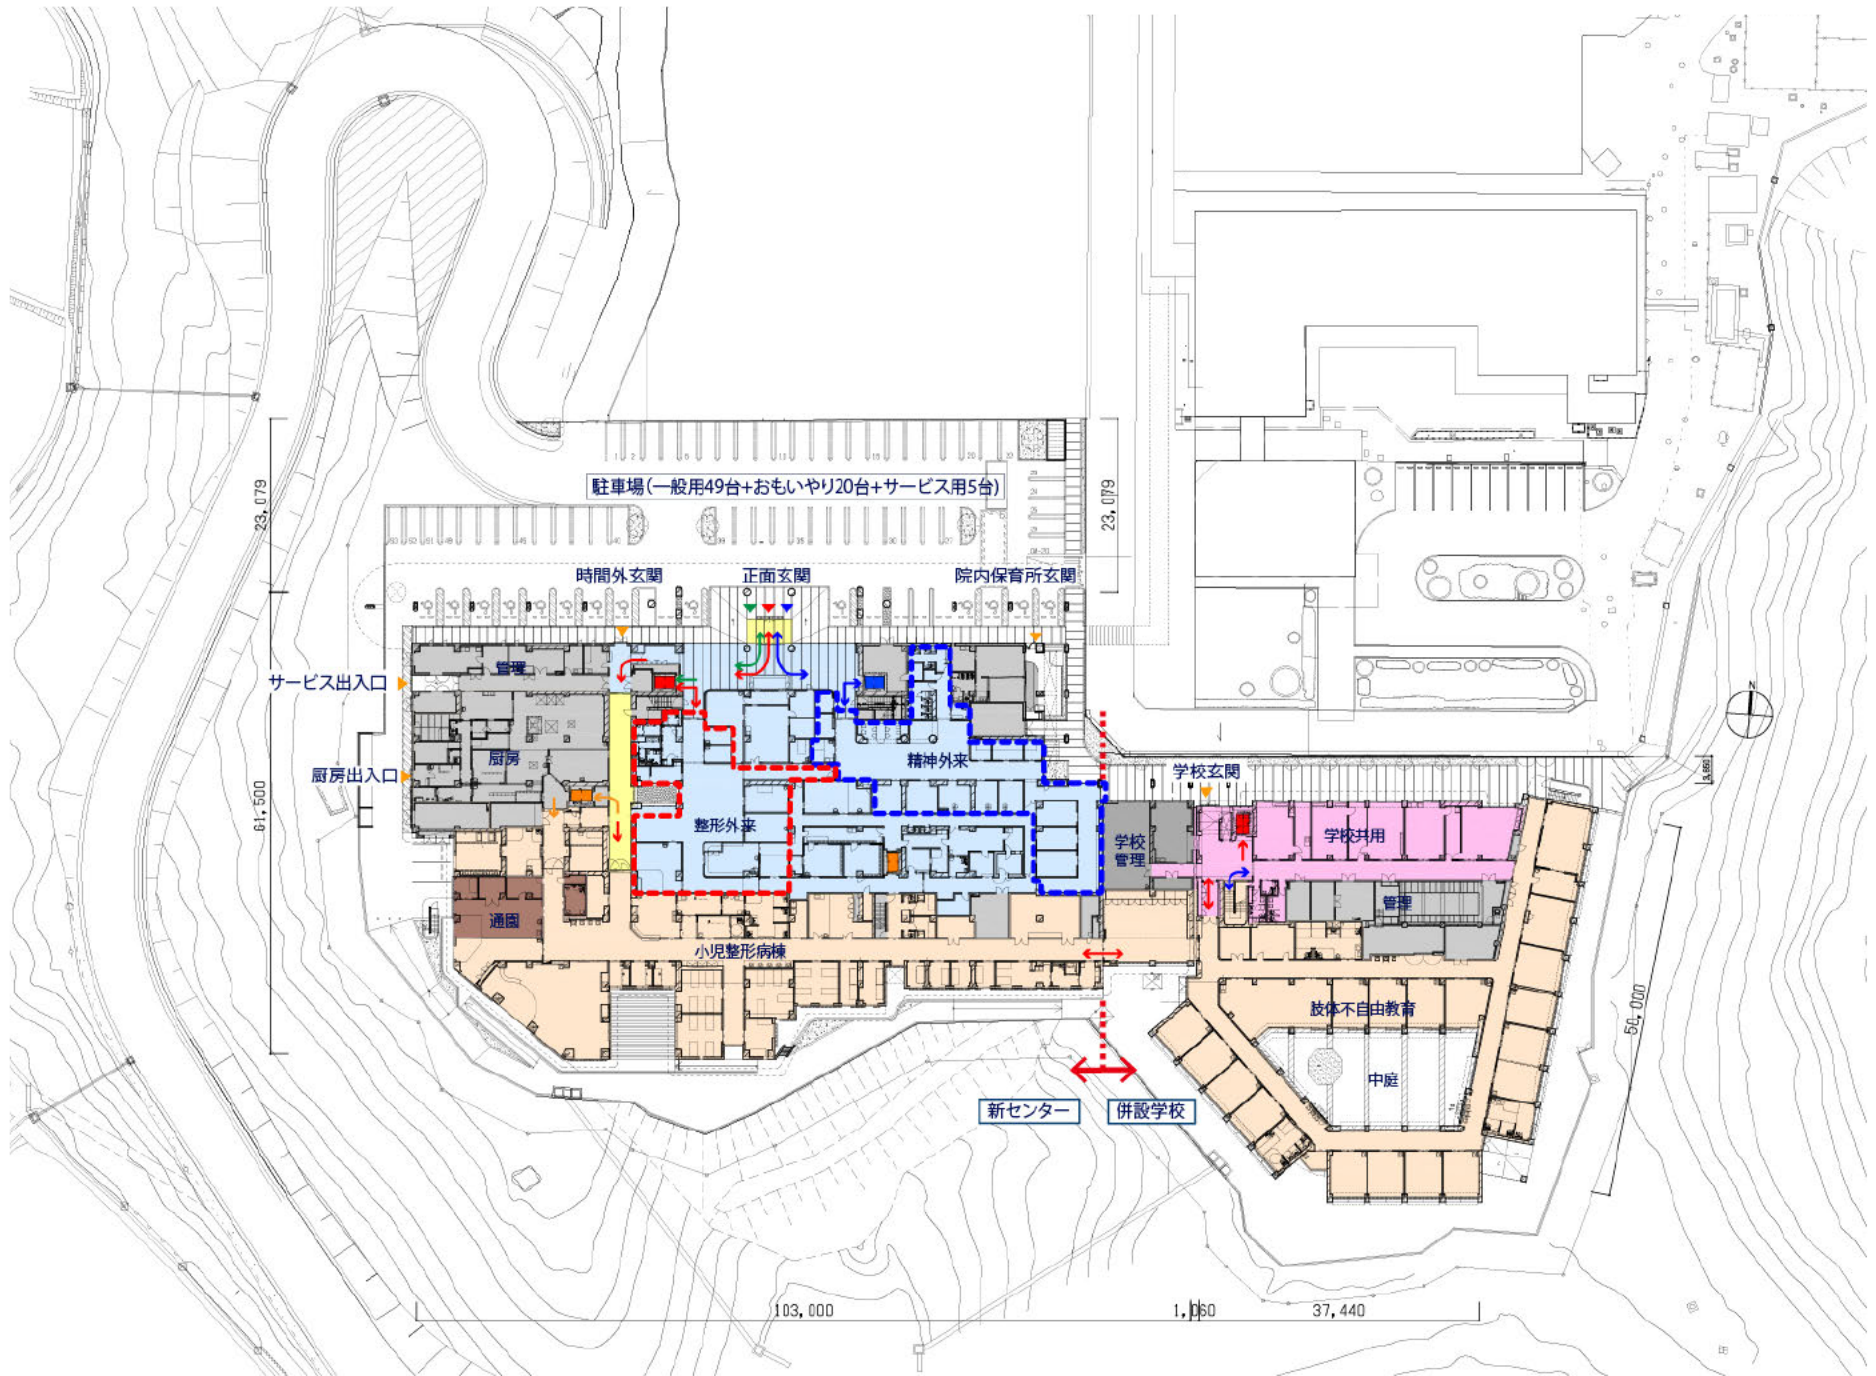 駐車場(一般用49台+おもいやり20台+サービス用5台)
23,079
23,079
時間外玄関
正面玄関
院内保育所玄関
管理
サービス出入口
厨房
厨房出入口
精神外来
整形外来
学校玄関
学校
管理
学校共用
管理
通園
小児整形病棟
肢体不自由教育
中庭
新センター
併設学校
61,500
50,000
103,000
1,060
37,440
N